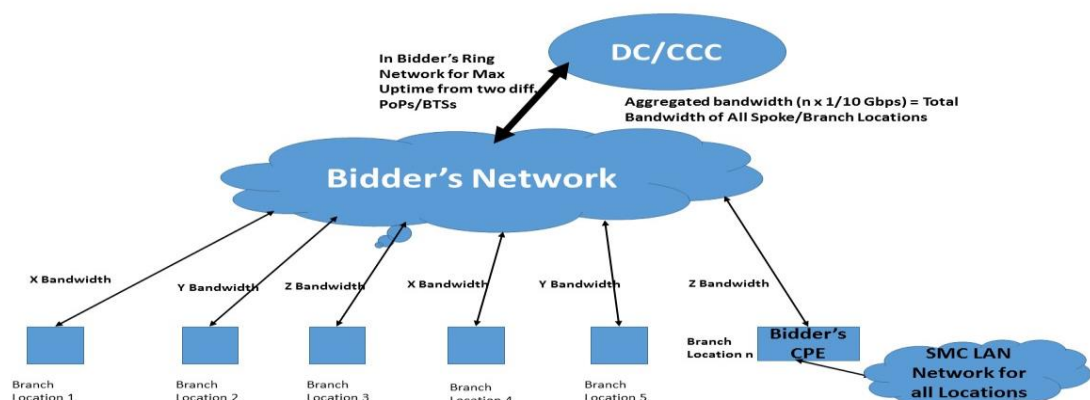 DC/CCC
In Bidder's Ring
Network for Max
Uptime from two diff.
PoPs/BTSs
Aggregated bandwidth (n x 1/10 Gbps) = Total
Bandwidth of All Spoke/Branch Locations
Bidder's Network
X Bandwidth
Y Bandwidth
Z Bandwidth
X Bandwidth
Y Bandwidth
Z Bandwidth
Branch
Location 1
Branch
Location 2
Branch
Location 3
Branch
Location 4
Branch
Location 5
Branch
Location n
Bidder's
CPE
SMC LAN
Network for
all Locations